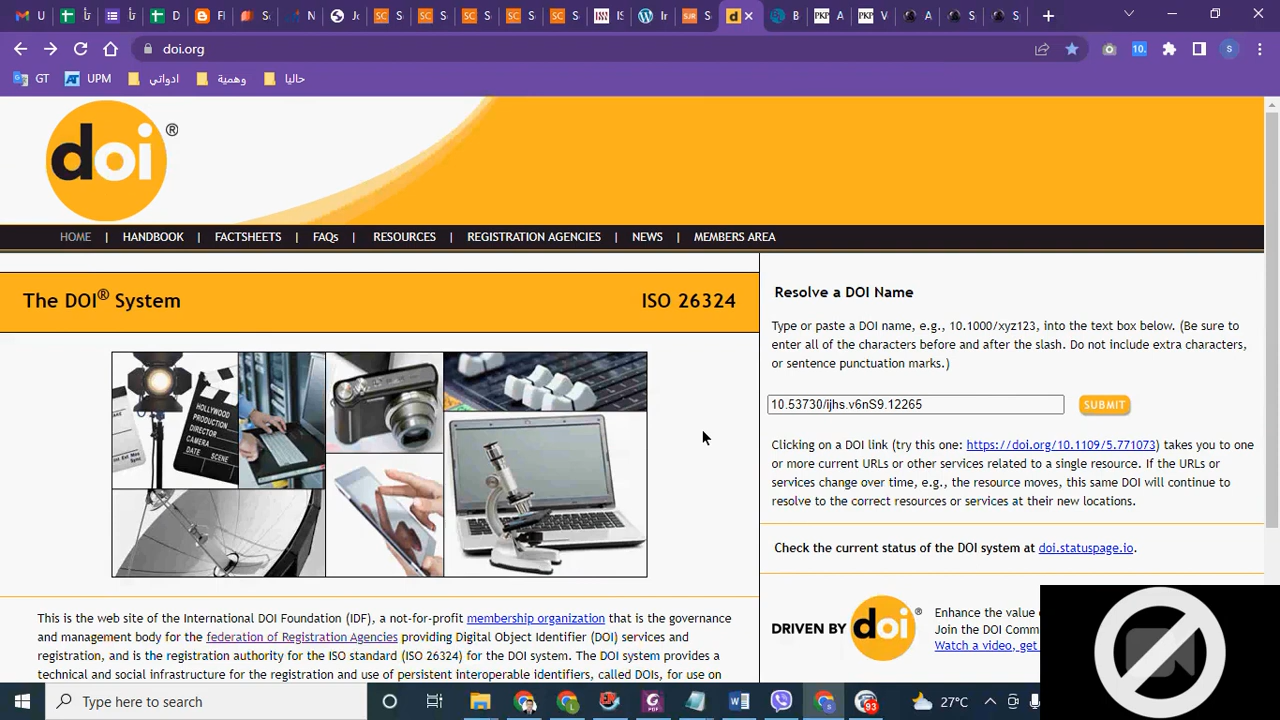 doi.org
GT
UPM
ادواتي
وهمية
حاليا
doi®
HOME | HANDBOOK | FACTSHEETS | FAQs | RESOURCES | REGISTRATION AGENCIES | NEWS | MEMBERS AREA
The DOI® System
ISO 26324
HOLLYWOOD
PRODUCTION
DIRECTOR
CAMERA
DATE SCENE
This is the web site of the International DOI Foundation (IDF), a not-for-profit membership organization that is the governance
and management body for the federation of Registration Agencies providing Digital Object Identifier (DOI) services and
registration, and is the registration authority for the ISO standard (ISO 26324) for the DOI system. The DOI system provides a
technical and social infrastructure for the registration and use of persistent interoperable identifiers, called DOIs, for use on
Resolve a DOI Name
Type or paste a DOI name, e.g., 10.1000/xyz123, into the text box below. (Be sure to
enter all of the characters before and after the slash. Do not include extra characters,
or sentence punctuation marks.)
10.53730/ijhs.v6nS9.12265
SUBMIT
Clicking on a DOI link (try this one: https://doi.org/10.1109/5.771073) takes you to one
or more current URLs or other services related to a single resource. If the URLs or
services change over time, e.g., the resource moves, this same DOI will continue to
resolve to the correct resources or services at their new locations.
Check the current status of the DOI system at doi.statuspage.io.
DRIVEN BY doi®
Enhance the value
Join the DOI Comm
Watch a video, get
Type here to search
93
27°C